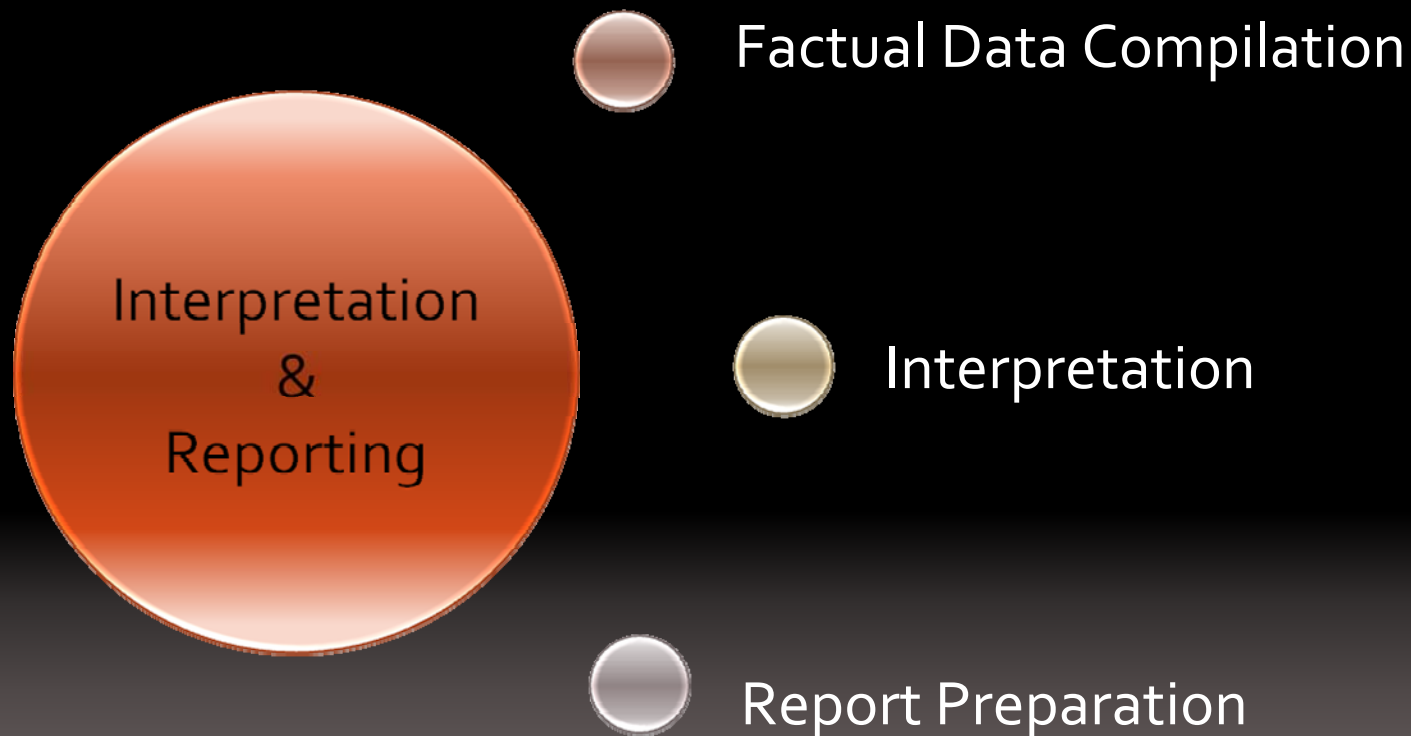 Interpretation
&
Reporting
Factual Data Compilation
Interpretation
Report Preparation